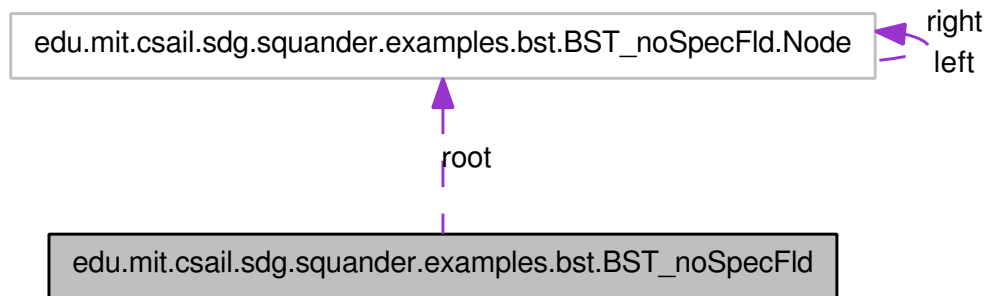 edu.mit.csail.sdg.squander.examples.bst.BST_noSpecFld.Node
right
left
root
edu.mit.csail.sdg.squander.examples.bst.BST_noSpecFld